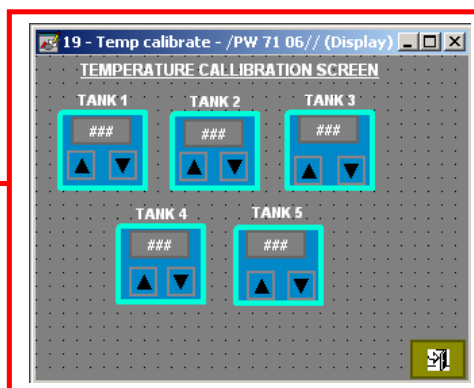 19 - Temp calibrate - /PW 71 06// (Display)
TEMPERATURE CALLIBRATION SCREEN
TANK 1 TANK 2 TANK 3
### ### ###
TANK 4 TANK 5
### ###